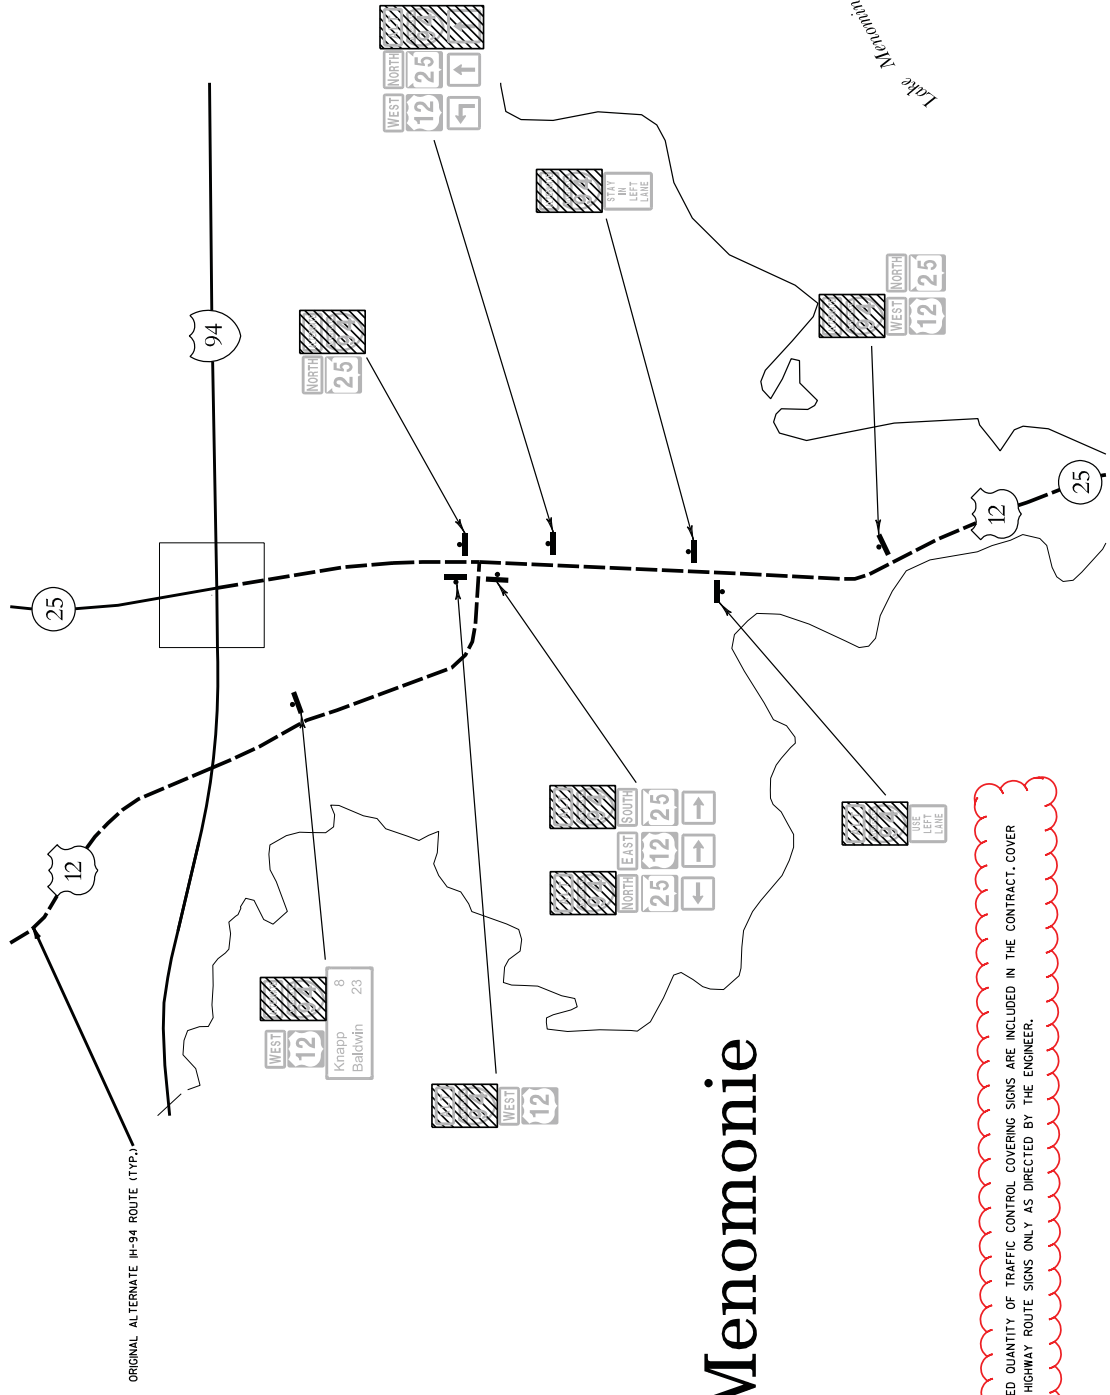 Lake Menomin
NORTH
25
WEST
12
STAY
IN
LEFT
LANE
94
NORTH
25
WEST
12
NORTH
25
12
25
25
12
SOUTH
25
EAST
12
NORTH
25
USE
LEFT
LANE
WEST
12
Knapp 8
Baldwin 23
WEST
12
Menomonie
ORIGINAL ALTERNATE IH-94 ROUTE (TYP.)
ED QUANTITY OF TRAFFIC CONTROL COVERING SIGNS ARE INCLUDED IN THE CONTRACT. COVER
HIGHWAY ROUTE SIGNS ONLY AS DIRECTED BY THE ENGINEER.